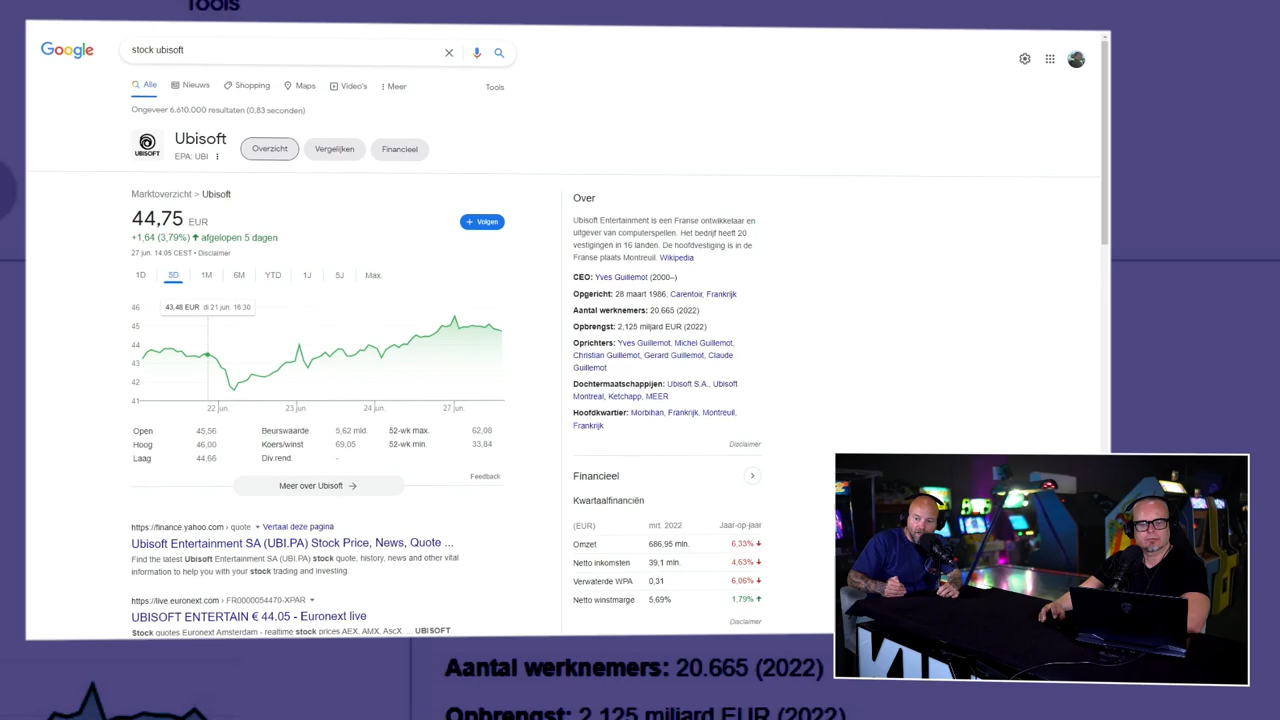 Tools
Google
stock ubisoft
Alle
Nieuws
Shopping
Maps
Video's
Meer
Tools
Ongeveer 6.610.000 resultaten (0,83 seconden)
UBISOFT
Ubisoft
EPA: UBI
Overzicht
Vergelijken
Financieel
Marktoverzicht > Ubisoft
44,75 EUR
+ Volgen
+1,64 (3,79%) ↑ afgelopen 5 dagen
27 jun. 14:05 CEST • Disclaimer
1D
5D
1M
6M
YTD
1J
5J
Max.
43,48 EUR di 21 jun. 16:30
46
45
44
43
42
41
22 jun.
23 jun.
24 jun.
27 jun.
Open 45,56 Beurswaarde 5,62 mld. 52-wk max. 62,08
Hoog 46,00 Koers/winst 69,05 52-wk min. 33,84
Laag 44,66 Div.rend. -
Feedback
Meer over Ubisoft →
https://finance.yahoo.com › quote ▾ Vertaal deze pagina
Ubisoft Entertainment SA (UBI.PA) Stock Price, News, Quote ...
Find the latest Ubisoft Entertainment SA (UBI.PA) stock quote, history, news and other vital
information to help you with your stock trading and investing.
https://live.euronext.com › FR0000054470-XPAR ▾
UBISOFT ENTERTAIN € 44.05 - Euronext live
Stock quotes Euronext Amsterdam - realtime stock prices AEX, AMX, AscX ... UBISOFT
Over
Ubisoft Entertainment is een Franse ontwikkelaar en
uitgever van computerspellen. Het bedrijf heeft 20
vestigingen in 16 landen. De hoofdvestiging is in de
Franse plaats Montreuil. Wikipedia
CEO: Yves Guillemot (2000–)
Opgericht: 28 maart 1986, Carentoir, Frankrijk
Aantal werknemers: 20.665 (2022)
Opbrengst: 2,125 miljard EUR (2022)
Oprichters: Yves Guillemot, Michel Guillemot,
Christian Guillemot, Gerard Guillemot, Claude
Guillemot
Dochtermaatschappijen: Ubisoft S.A., Ubisoft
Montreal, Ketchapp, MEER
Hoofdkwartier: Morbihan, Frankrijk, Montreuil,
Frankrijk
Disclaimer
Financieel
Kwartaalfinanciën
(EUR) mrt. 2022 Jaar-op-jaar
Omzet 686,95 mln. 6,33% ↓
Netto inkomsten 39,1 mln. 4,63% ↓
Verwaterde WPA 0,31 6,06% ↓
Netto winstmarge 5,69% 1,79% ↑
Disclaimer
Aantal werknemers: 20.665 (2022)
Opbrengst: 2,125 miljard EUR (2022)